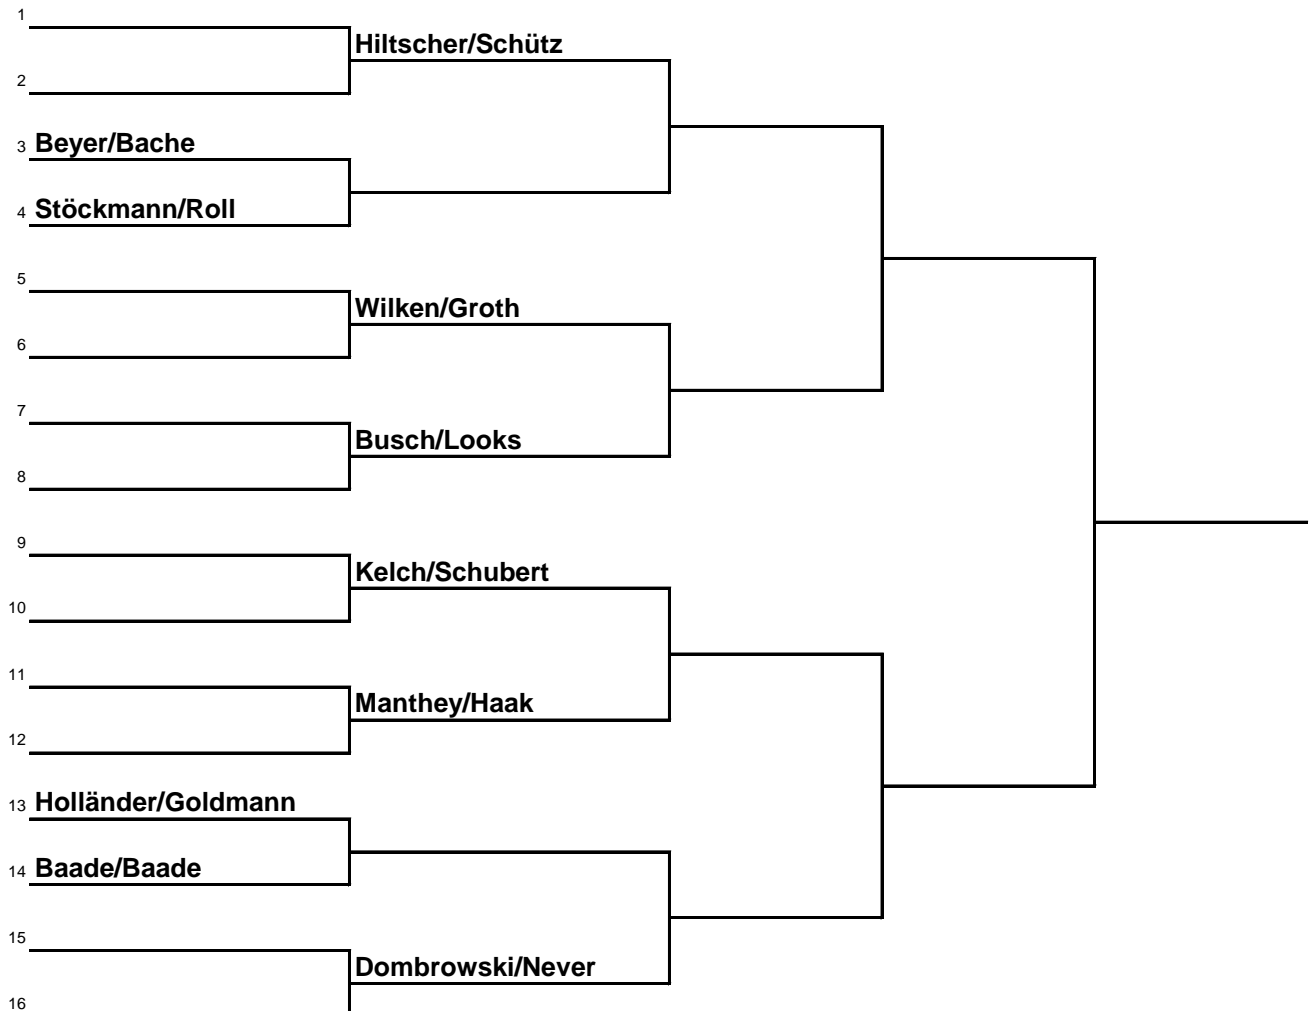 1
Hiltscher/Schütz
2
3 Beyer/Bache
4 Stöckmann/Roll
5
Wilken/Groth
6
7
Busch/Looks
8
9
Kelch/Schubert
10
11
Manthey/Haak
12
13 Holländer/Goldmann
14 Baade/Baade
15
Dombrowski/Never
16